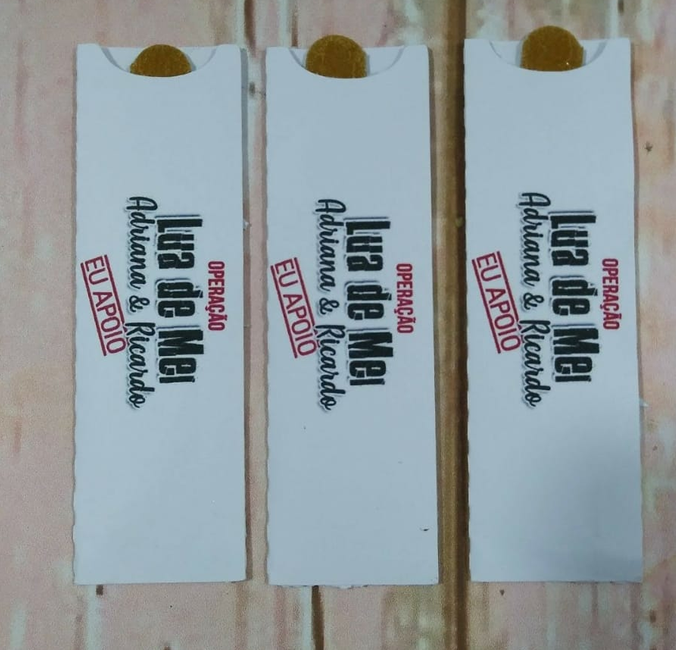 OPERAÇÃO
Lua de Mel
Adriana & Ricardo
EU APOIO
OPERAÇÃO
Lua de Mel
Adriana & Ricardo
EU APOIO
OPERAÇÃO
Lua de Mel
Adriana & Ricardo
EU APOIO